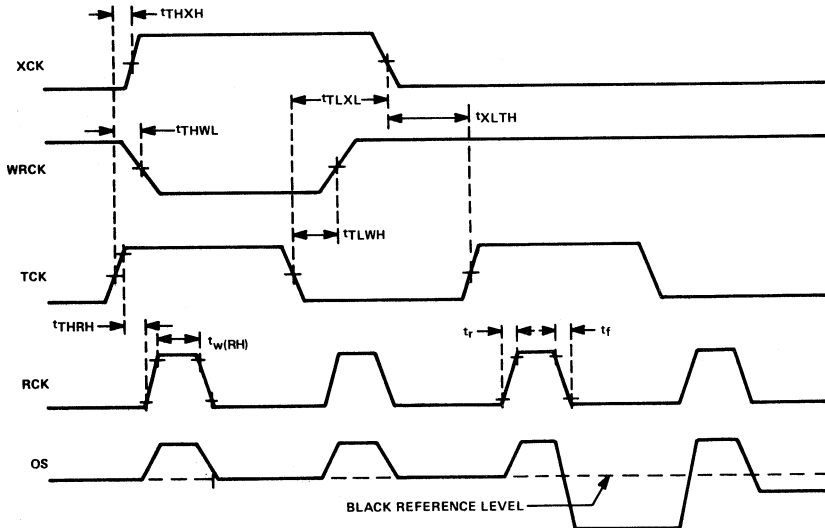 tTHXH
XCK
tTLXL
tXLTH
tTHWL
WRCK
tTLWH
TCK
tTHRH
tw(RH)
tr
tf
RCK
OS
BLACK REFERENCE LEVEL